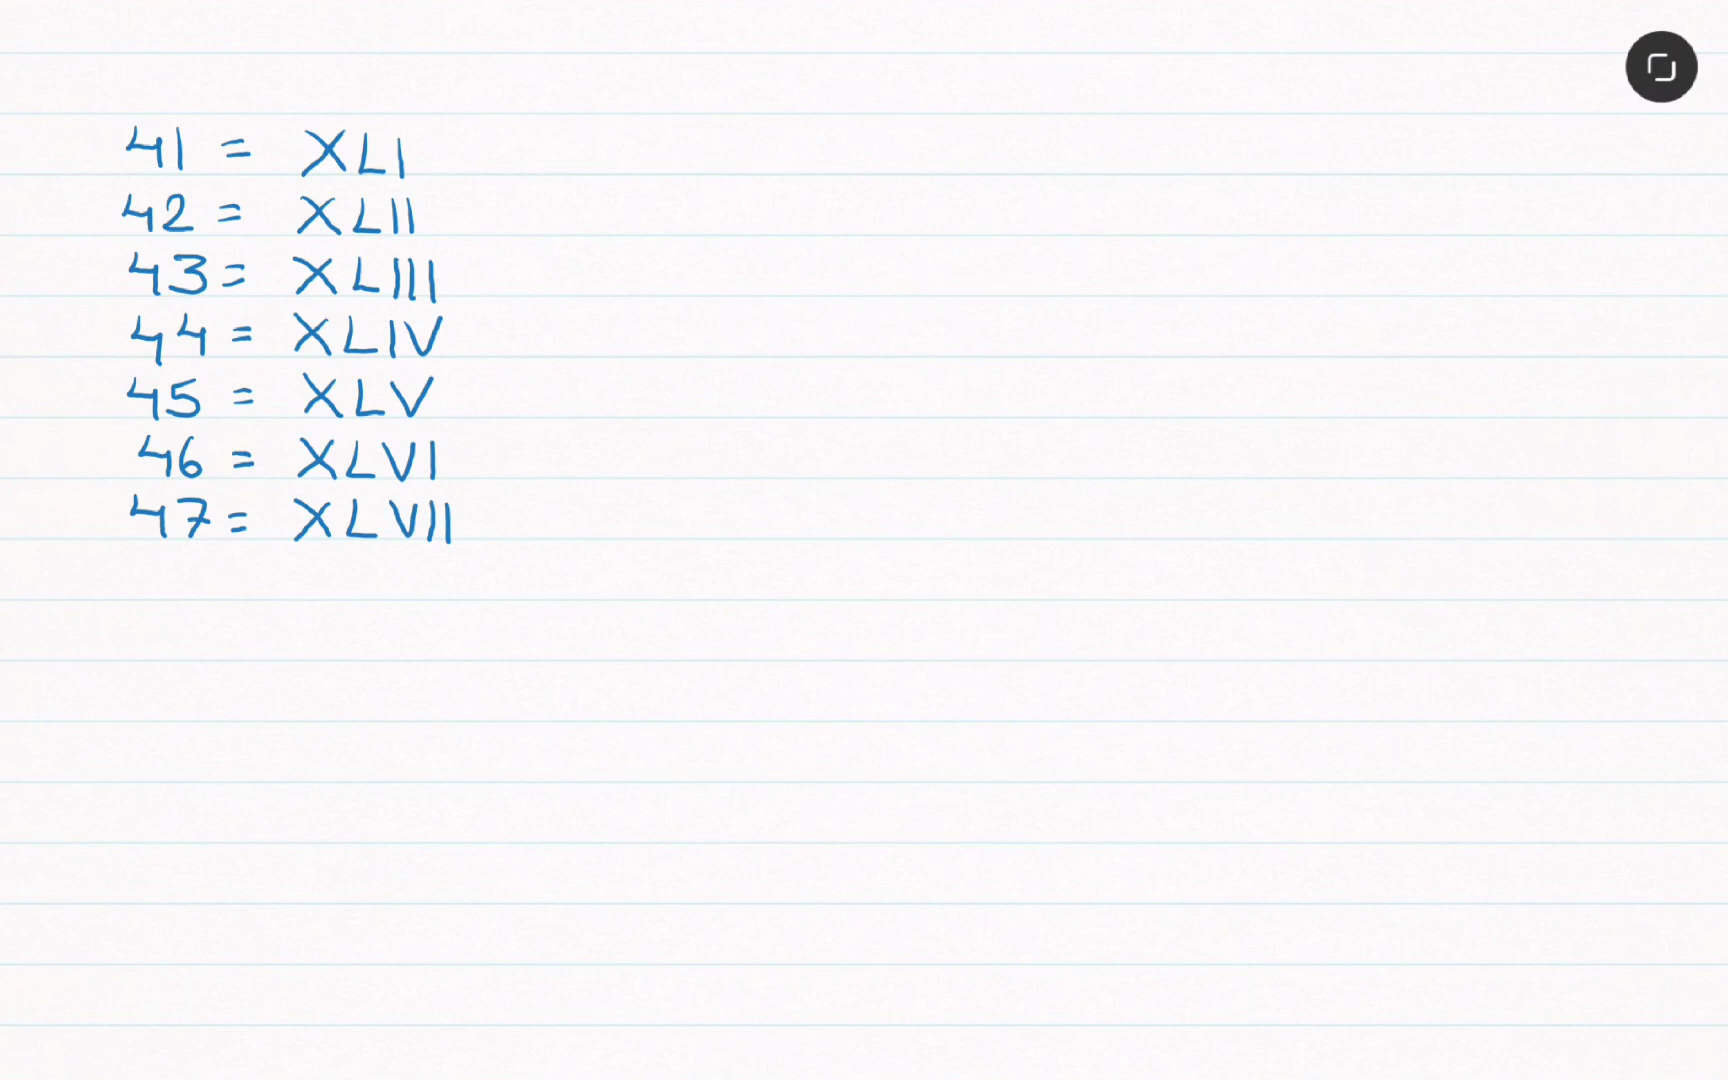 41 = XLI
42 = XLII
43 = XLIII
44 = XLIV
45 = XLV
46 = XLVI
47 = XLVII